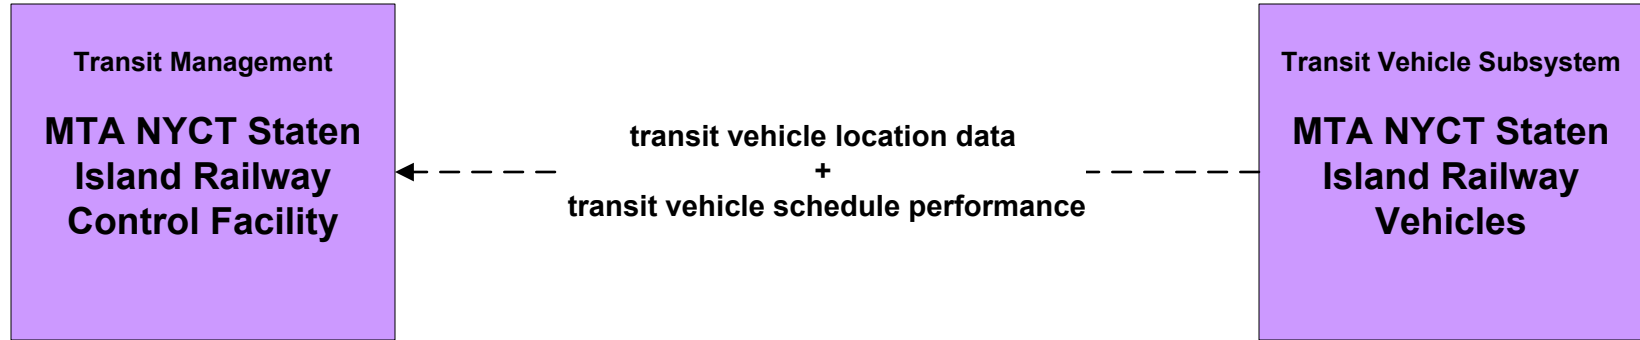 Transit Management
MTA NYCT Staten
Island Railway
Control Facility
transit vehicle location data
+
transit vehicle schedule performance
Transit Vehicle Subsystem
MTA NYCT Staten
Island Railway
Vehicles